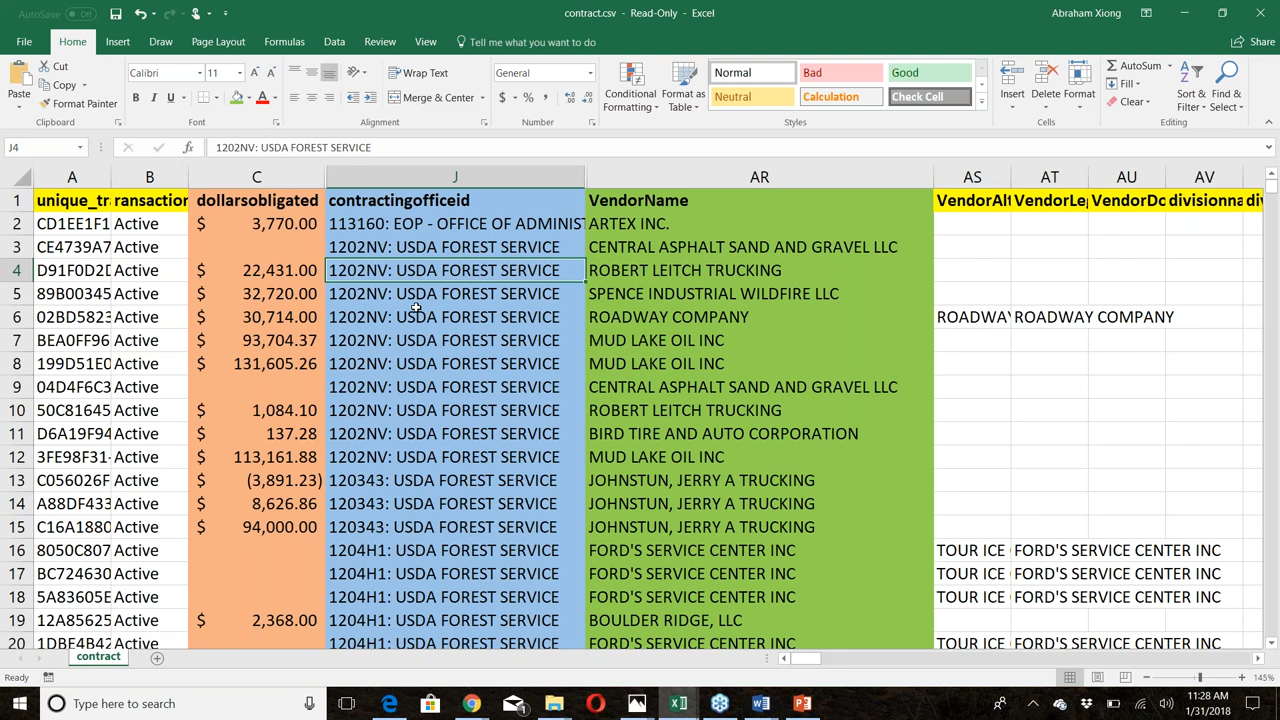 AutoSave Off
contract.csv - Read-Only - Excel
Abraham Xiong
File Home Insert Draw Page Layout Formulas Data Review View Tell me what you want to do Share
Paste Cut Copy Format Painter
Calibri 11 Wrap Text Merge & Center General
Conditional Formatting Format as Table Normal Bad Good Neutral Calculation Check Cell
Insert Delete Format AutoSum Fill Clear Sort & Filter Find & Select
Clipboard Font Alignment Number Styles Cells Editing
J4 fx 1202NV: USDA FOREST SERVICE
A B C J AR AS AT AU AV
1 unique_tr ransaction dollarsobligated contractingofficeid VendorName VendorAlt VendorLeg VendorDo divisionna div
2 CD1EE1F1 Active $ 3,770.00 113160: EOP - OFFICE OF ADMINIST ARTEX INC.
3 CE4739A7 Active 1202NV: USDA FOREST SERVICE CENTRAL ASPHALT SAND AND GRAVEL LLC
4 D91F0D2D Active $ 22,431.00 1202NV: USDA FOREST SERVICE ROBERT LEITCH TRUCKING
5 89B00345 Active $ 32,720.00 1202NV: USDA FOREST SERVICE SPENCE INDUSTRIAL WILDFIRE LLC
6 02BD5823 Active $ 30,714.00 1202NV: USDA FOREST SERVICE ROADWAY COMPANY ROADWAY ROADWAY COMPANY
7 BEA0FF96 Active $ 93,704.37 1202NV: USDA FOREST SERVICE MUD LAKE OIL INC
8 199D51E0 Active $ 131,605.26 1202NV: USDA FOREST SERVICE MUD LAKE OIL INC
9 04D4F6C3 Active 1202NV: USDA FOREST SERVICE CENTRAL ASPHALT SAND AND GRAVEL LLC
10 50C81645 Active $ 1,084.10 1202NV: USDA FOREST SERVICE ROBERT LEITCH TRUCKING
11 D6A19F94 Active $ 137.28 1202NV: USDA FOREST SERVICE BIRD TIRE AND AUTO CORPORATION
12 3FE98F31- Active $ 113,161.88 1202NV: USDA FOREST SERVICE MUD LAKE OIL INC
13 C056026F Active $ (3,891.23) 120343: USDA FOREST SERVICE JOHNSTUN, JERRY A TRUCKING
14 A88DF433 Active $ 8,626.86 120343: USDA FOREST SERVICE JOHNSTUN, JERRY A TRUCKING
15 C16A1880 Active $ 94,000.00 120343: USDA FOREST SERVICE JOHNSTUN, JERRY A TRUCKING
16 8050C807 Active 1204H1: USDA FOREST SERVICE FORD'S SERVICE CENTER INC TOUR ICE FORD'S SERVICE CENTER INC
17 BC724630 Active 1204H1: USDA FOREST SERVICE FORD'S SERVICE CENTER INC TOUR ICE FORD'S SERVICE CENTER INC
18 5A83605E Active 1204H1: USDA FOREST SERVICE FORD'S SERVICE CENTER INC TOUR ICE FORD'S SERVICE CENTER INC
19 12A85625 Active $ 2,368.00 1204H1: USDA FOREST SERVICE BOULDER RIDGE, LLC
20 1DBF4B42 Active 1204H1: USDA FOREST SERVICE FORD'S SERVICE CENTER INC TOUR ICE FORD'S SERVICE CENTER INC
contract
Ready 145%
Type here to search
11:28 AM
1/31/2018